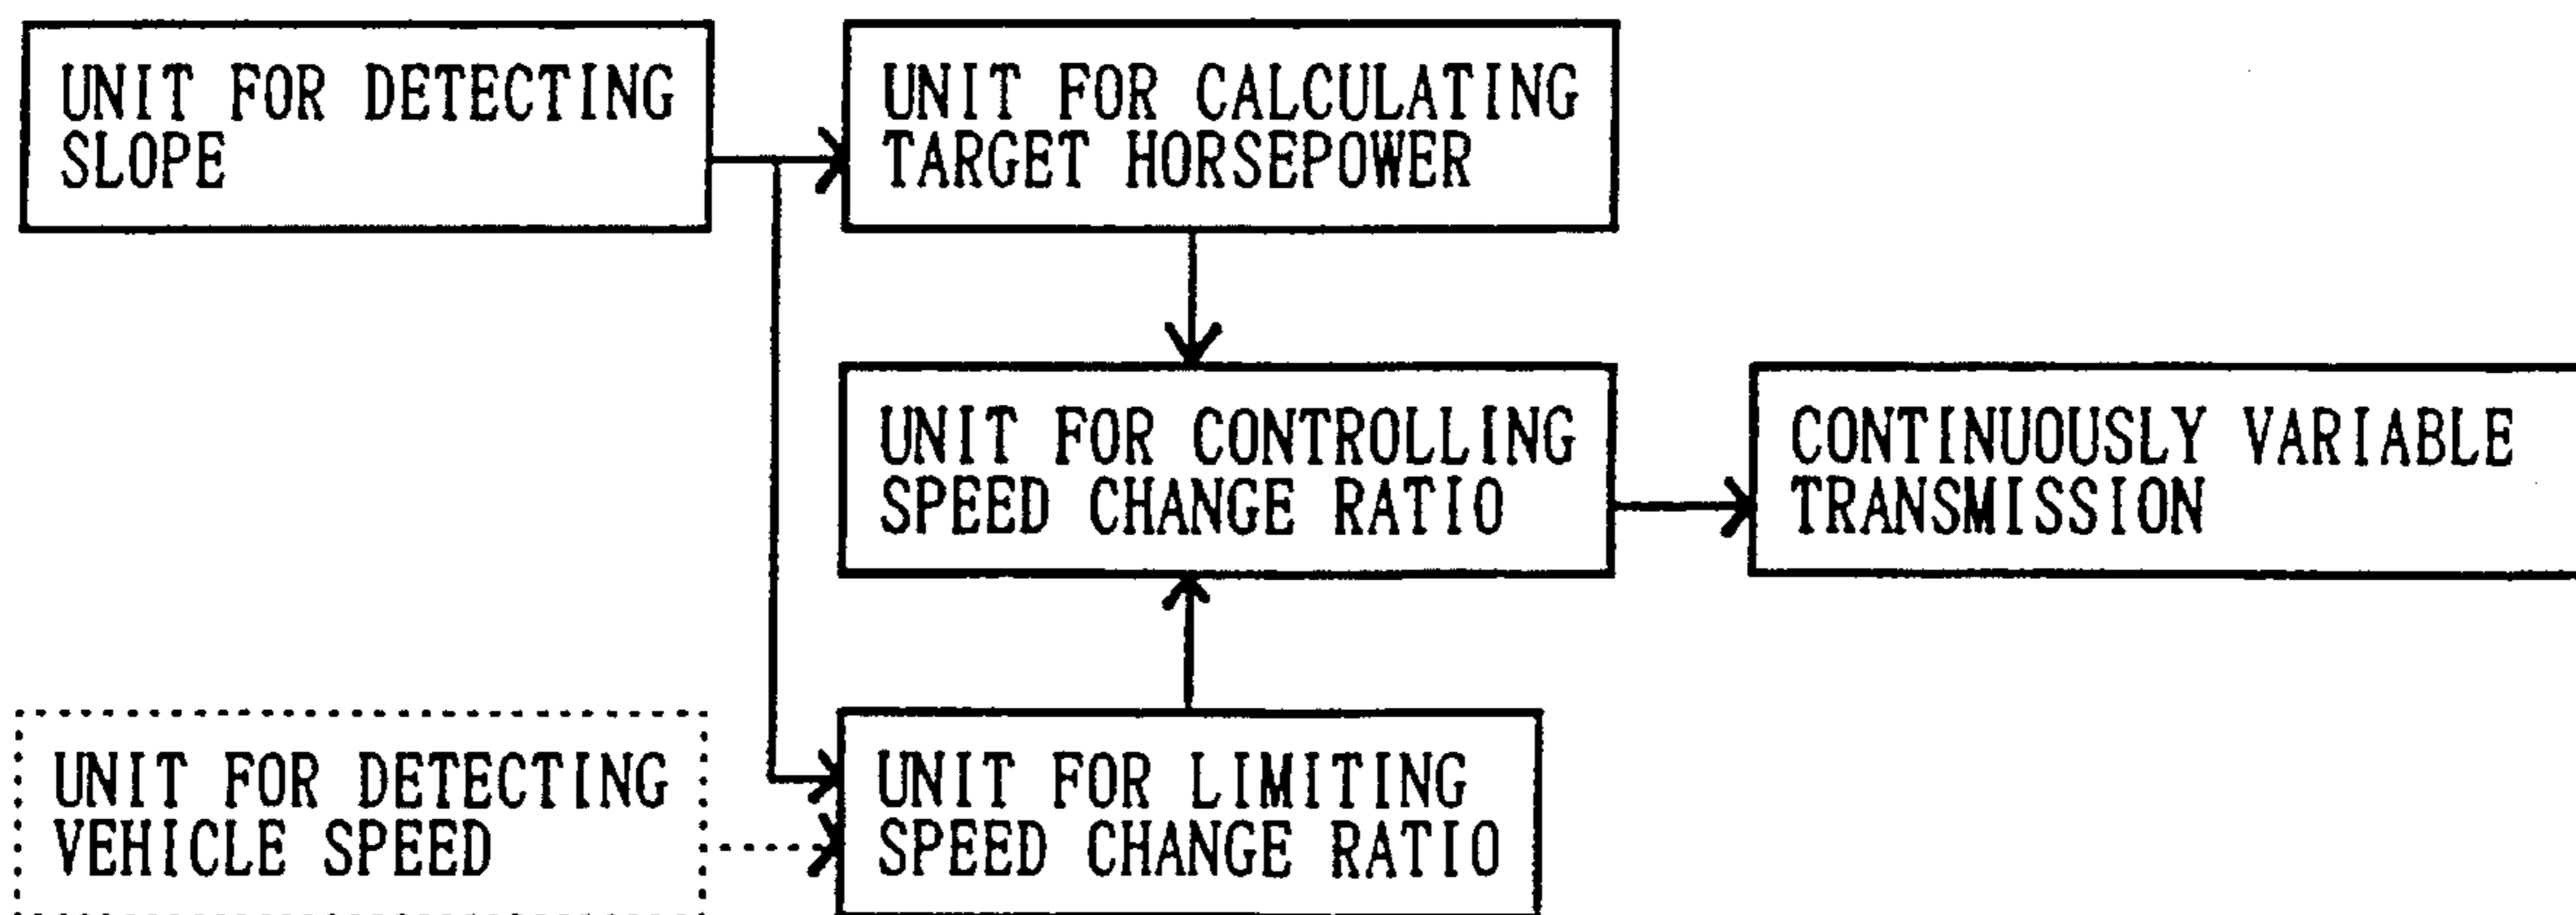 UNIT FOR DETECTING
SLOPE
UNIT FOR CALCULATING
TARGET HORSEPOWER
UNIT FOR CONTROLLING
SPEED CHANGE RATIO
CONTINUOUSLY VARIABLE
TRANSMISSION
UNIT FOR DETECTING
VEHICLE SPEED
UNIT FOR LIMITING
SPEED CHANGE RATIO